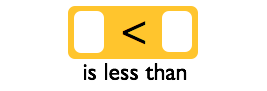 <
is less than